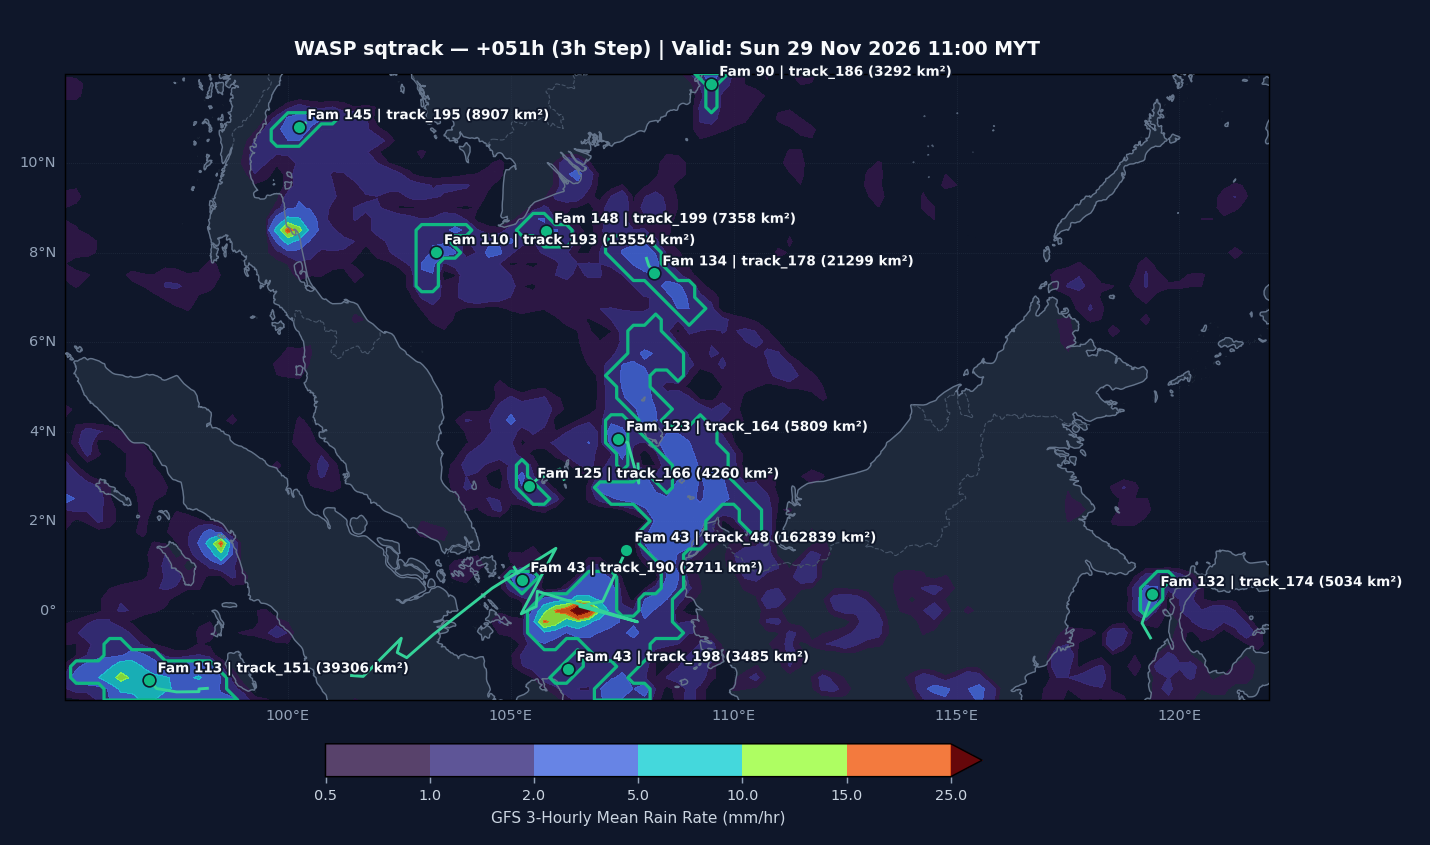 WASP sqtrack — +051h (3h Step) | Valid: Sun 29 Nov 2026 11:00 MYT
Fam 90 | track_186 (3292 km²)
Fam 145 | track_195 (8907 km²)
10°N
Fam 148 | track_199 (7358 km²)
Fam 110 | track_193 (13554 km²)
8°N
Fam 134 | track_178 (21299 km²)
6°N
Fam 123 | track_164 (5809 km²)
4°N
Fam 125 | track_166 (4260 km²)
2°N
Fam 43 | track_48 (162839 km²)
Fam 43 | track_190 (2711 km²)
Fam 132 | track_174 (5034 km²)
0°
Fam 43 | track_198 (3485 km²)
Fam 113 | track_151 (39306 km²)
100°E 105°E 110°E 115°E 120°E
0.5 1.0 2.0 5.0 10.0 15.0 25.0
GFS 3-Hourly Mean Rain Rate (mm/hr)